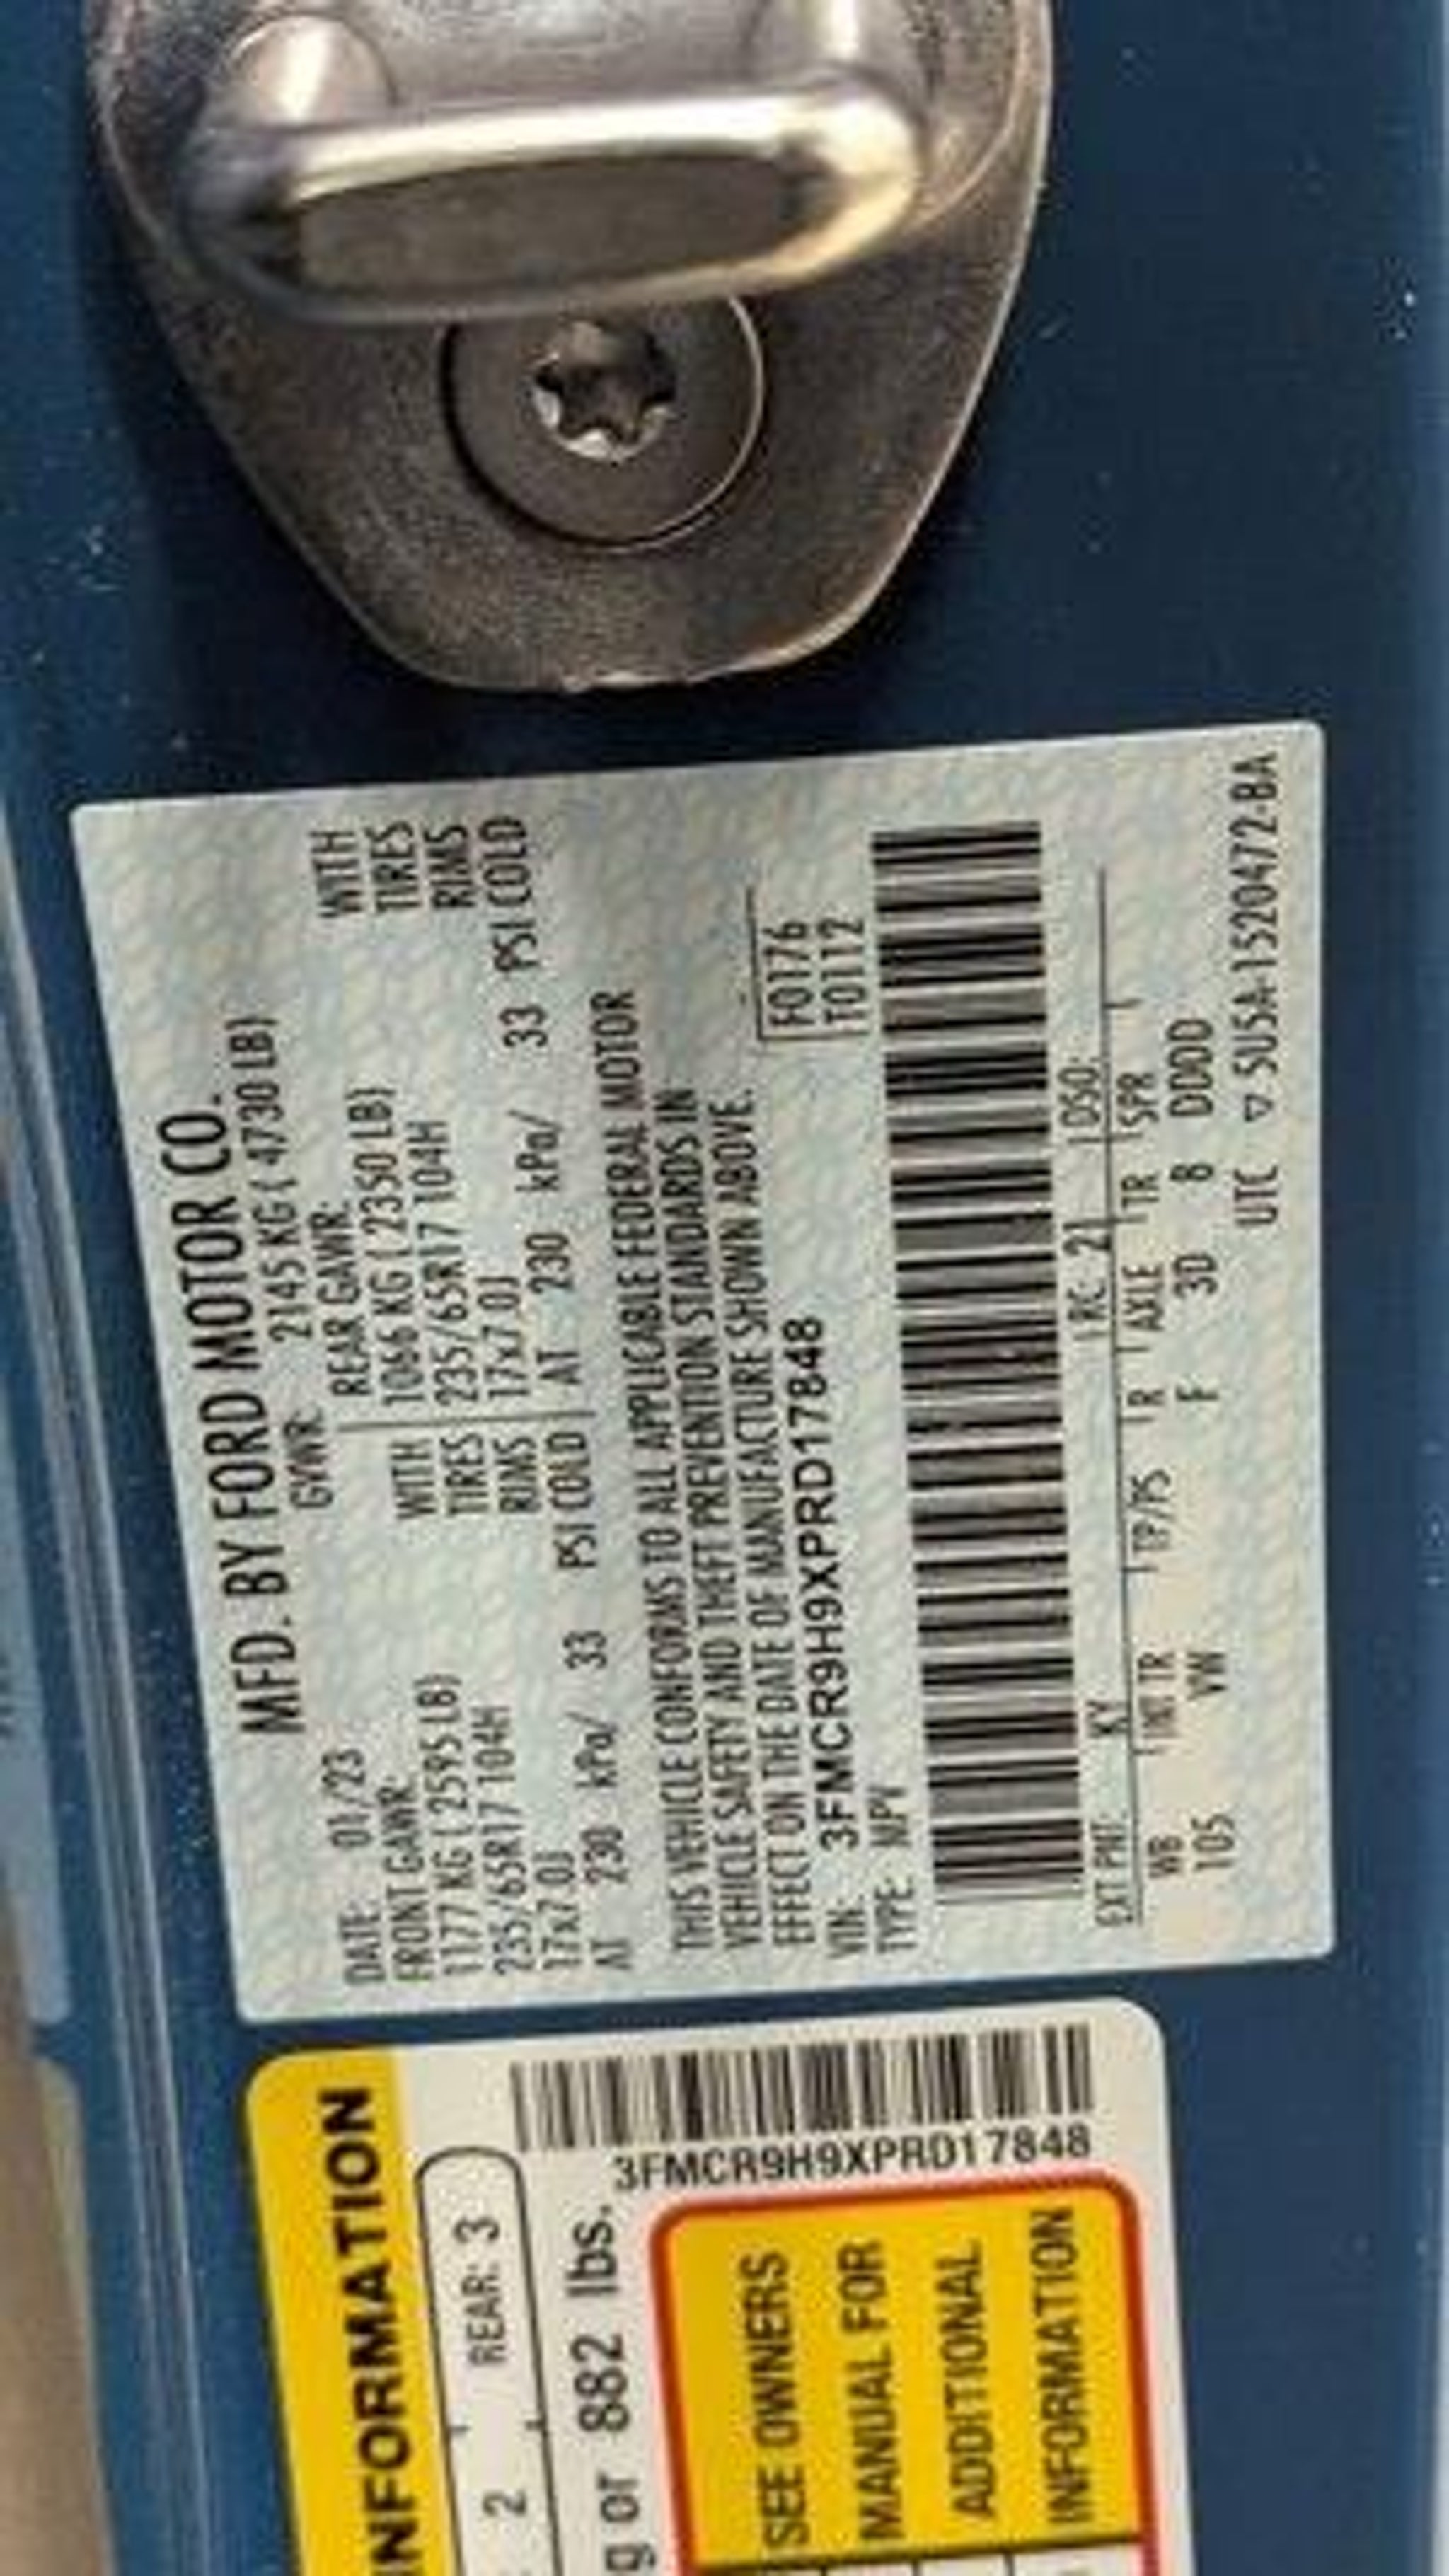 MFD. BY FORD MOTOR CO.
DATE: 01/23 GVWR: 2145 KG ( 4730 LB)
FRONT GAWR: REAR GAWR:
1177 KG ( 2595 LB) WITH 1066 KG ( 2350 LB) WITH
235/65R17 104H TIRES 235/65R17 104H TIRES
17x7.0J RIMS 17x7.0J RIMS
AT 230 kPa/ 33 PSI COLD AT 230 kPa/ 33 PSI COLD
THIS VEHICLE CONFORMS TO ALL APPLICABLE FEDERAL MOTOR
VEHICLE SAFETY AND THEFT PREVENTION STANDARDS IN
EFFECT ON THE DATE OF MANUFACTURE SHOWN ABOVE.
VIN: 3FMCR9H9XPRD17848 F0176
TYPE: MPV T0112
EXT PNT: KY RC: 21 DSO:
WB INT TR TP/PS R AXLE TR SPR
105 VW F 3D 8 DDDD
UTC ▽ 5U5A-1520472-BA
INFORMATION
2 REAR: 3
g or 882 lbs.
3FMCR9H9XPRD17848
SEE OWNERS
MANUAL FOR
ADDITIONAL
INFORMATION